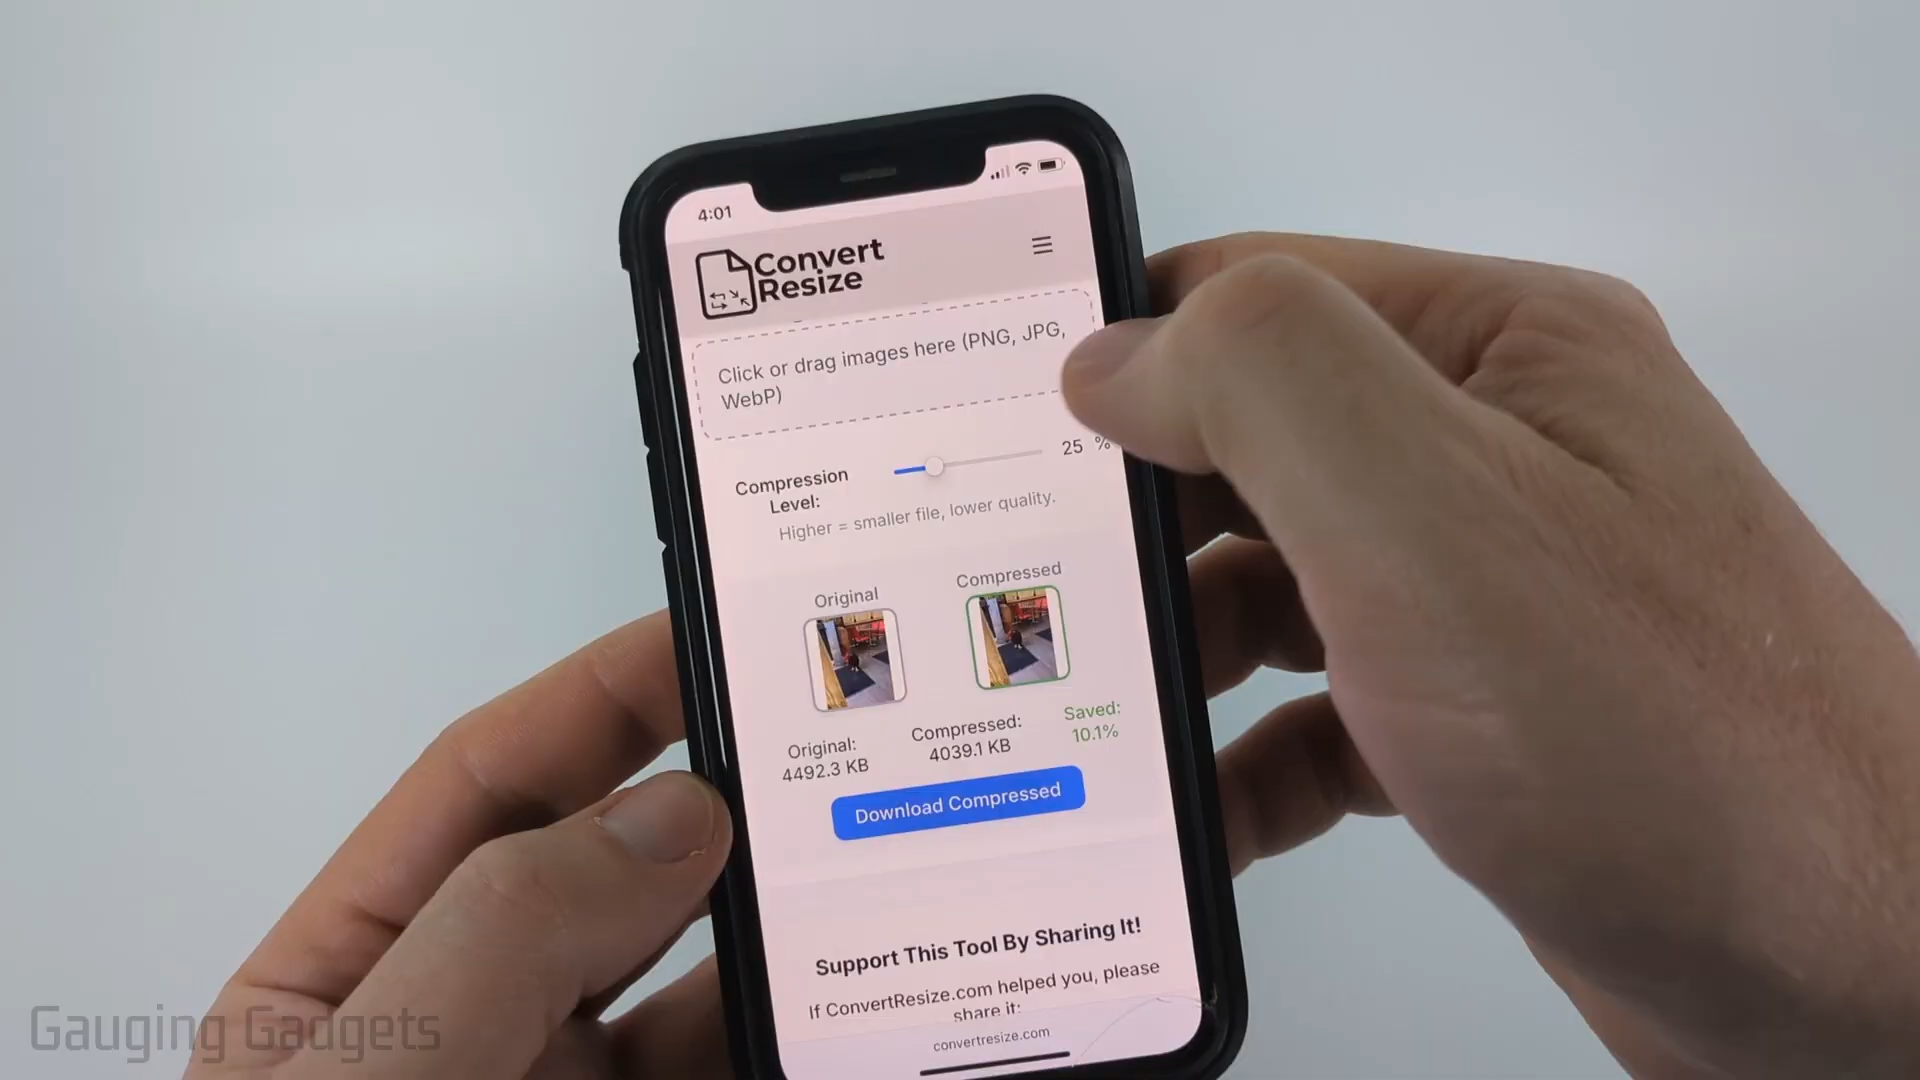 4:01
Convert
Resize
Click or drag images here (PNG, JPG,
WebP)
Compression
Level:
25 %
Higher = smaller file, lower quality.
Original
Compressed
Original:
4492.3 KB
Compressed:
4039.1 KB
Saved:
10.1%
Download Compressed
Support This Tool By Sharing It!
If ConvertResize.com helped you, please
share it:
convertresize.com
Gauging Gadgets